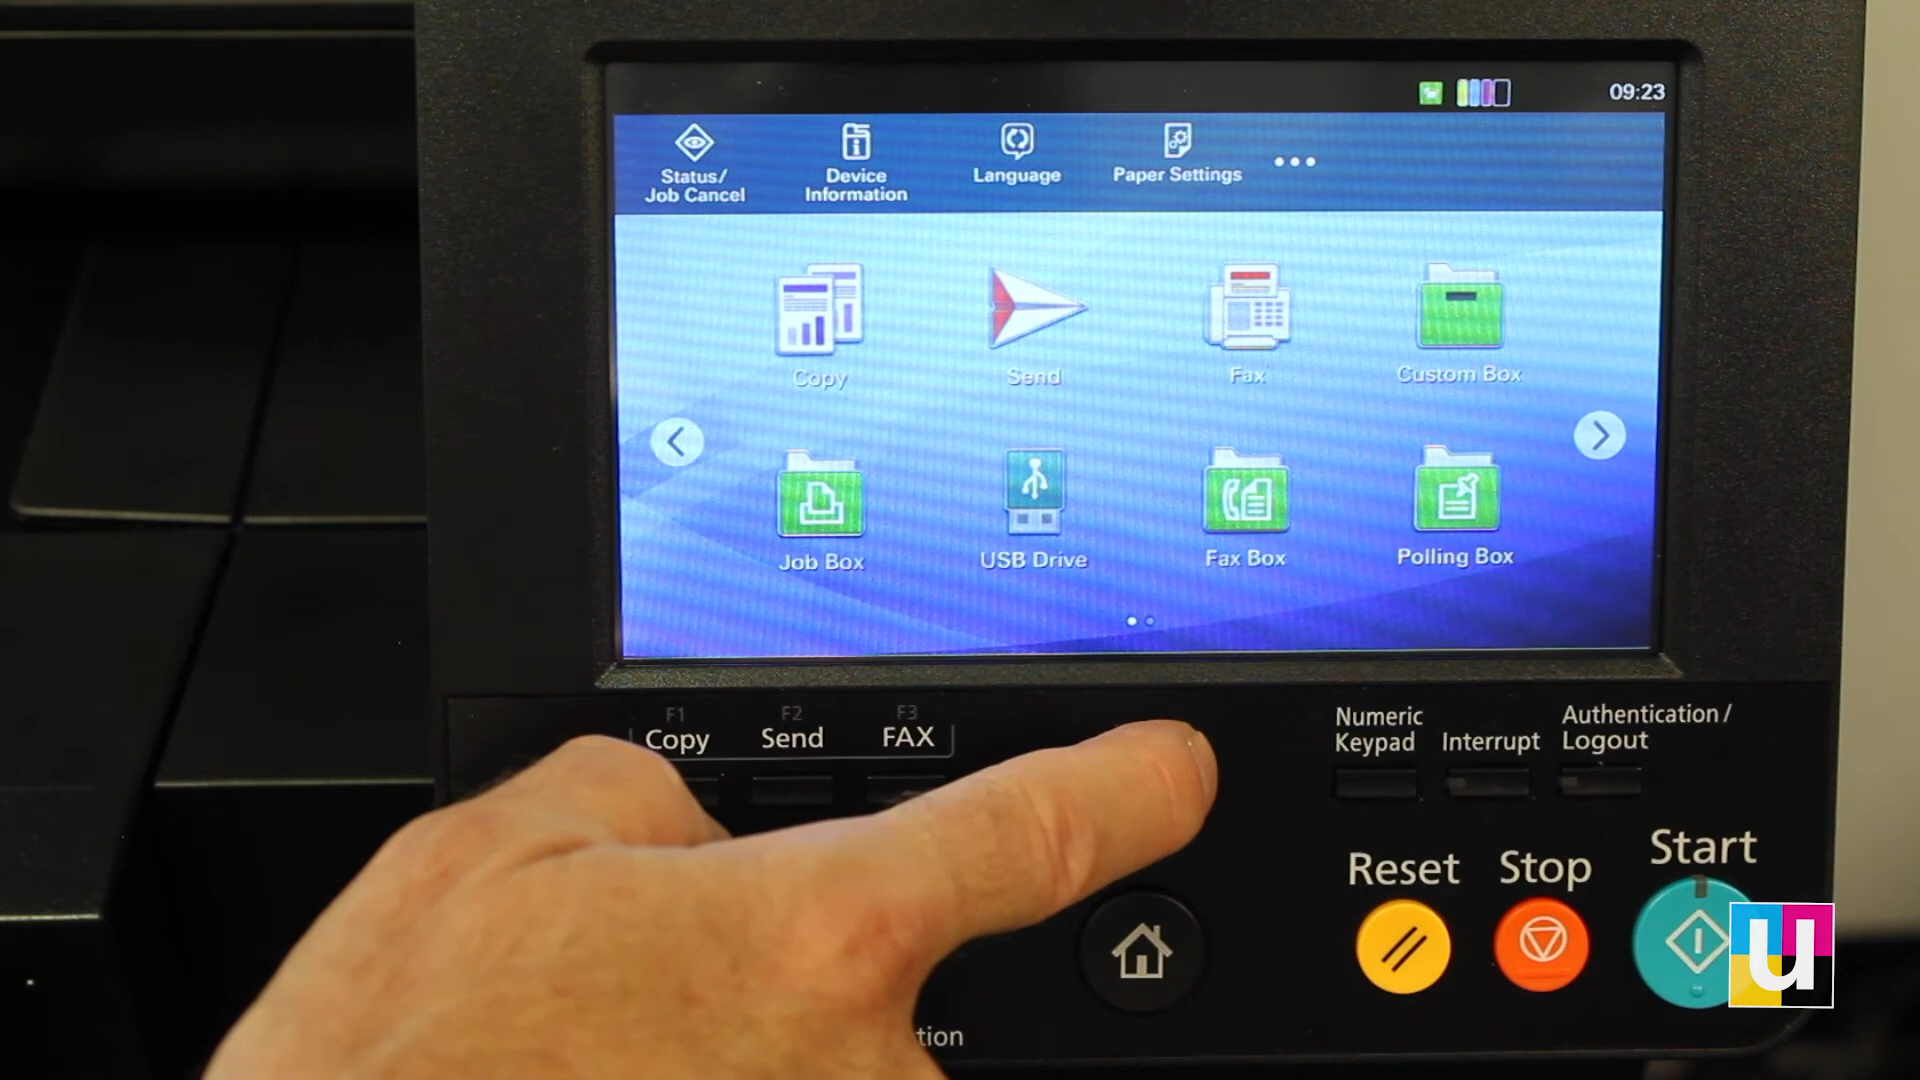 09:23
Status/
Job Cancel
Device
Information
Language
Paper Settings
Copy
Send
Fax
Custom Box
Job Box
USB Drive
Fax Box
Polling Box
F1
Copy
F2
Send
F3
FAX
Numeric
Keypad
Interrupt
Authentication/
Logout
Reset
Stop
Start
tion
u